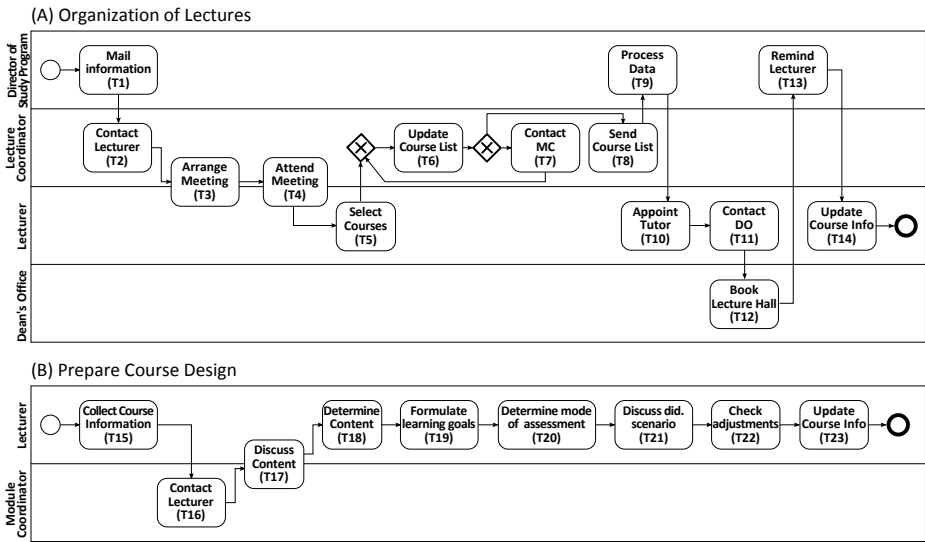 (A) Organization of Lectures
Director of
Study Program
Mail
information
(T1)
Process
Data
(T9)
Remind
Lecturer
(T13)
Lecture
Coordinator
Contact
Lecturer
(T2)
Arrange
Meeting
(T3)
Attend
Meeting
(T4)
Update
Course List
(T6)
Contact
MC
(T7)
Send
Course List
(T8)
Lecturer
Select
Courses
(T5)
Appoint
Tutor
(T10)
Contact
DO
(T11)
Update
Course Info
(T14)
Dean's Office
Book
Lecture Hall
(T12)
(B) Prepare Course Design
Lecturer
Collect Course
Information
(T15)
Discuss
Content
(T17)
Determine
Content
(T18)
Formulate
learning goals
(T19)
Determine mode
of assessment
(T20)
Discuss did.
scenario
(T21)
Check
adjustments
(T22)
Update
Course Info
(T23)
Module
Coordinator
Contact
Lecturer
(T16)